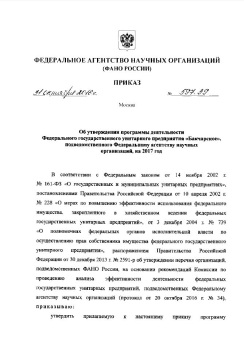 ФЕДЕРАЛЬНОЕ АГЕНТСТВО НАУЧНЫХ ОРГАНИЗАЦИЙ
(ФАНО РОССИИ)
ПРИКАЗ
№
Москва
Об утверждении программы деятельности
Федерального государственного унитарного предприятия «Бакчарское»,
подведомственного Федеральному агентству научных
организаций, на 2017 год
В соответствии с Федеральным законом от 14 ноября 2002 г.
№ 161-ФЗ «О государственных и муниципальных унитарных предприятиях»,
постановлениями Правительства Российской Федерации от 10 апреля 2002 г.
№ 228 «О мерах по повышению эффективности использования федерального
имущества, закрепленного в хозяйственном ведении федеральных
государственных унитарных предприятий», от 3 декабря 2004 г. № 739
«О полномочиях федеральных органов исполнительной власти по
осуществлению прав собственника имущества федерального государственного
унитарного предприятия», распоряжением Правительства Российской
Федерации от 30 декабря 2013 г. № 2591-р об утверждении перечня организаций,
подведомственных ФАНО России, на основании рекомендаций Комиссии по
проведению анализа эффективности деятельности федеральных
государственных унитарных предприятий, подведомственных Федеральному
агентству научных организаций (протокол от 20 октября 2016 г. № 34),
приказываю:
утвердить прилагаемую к настоящему приказу программу